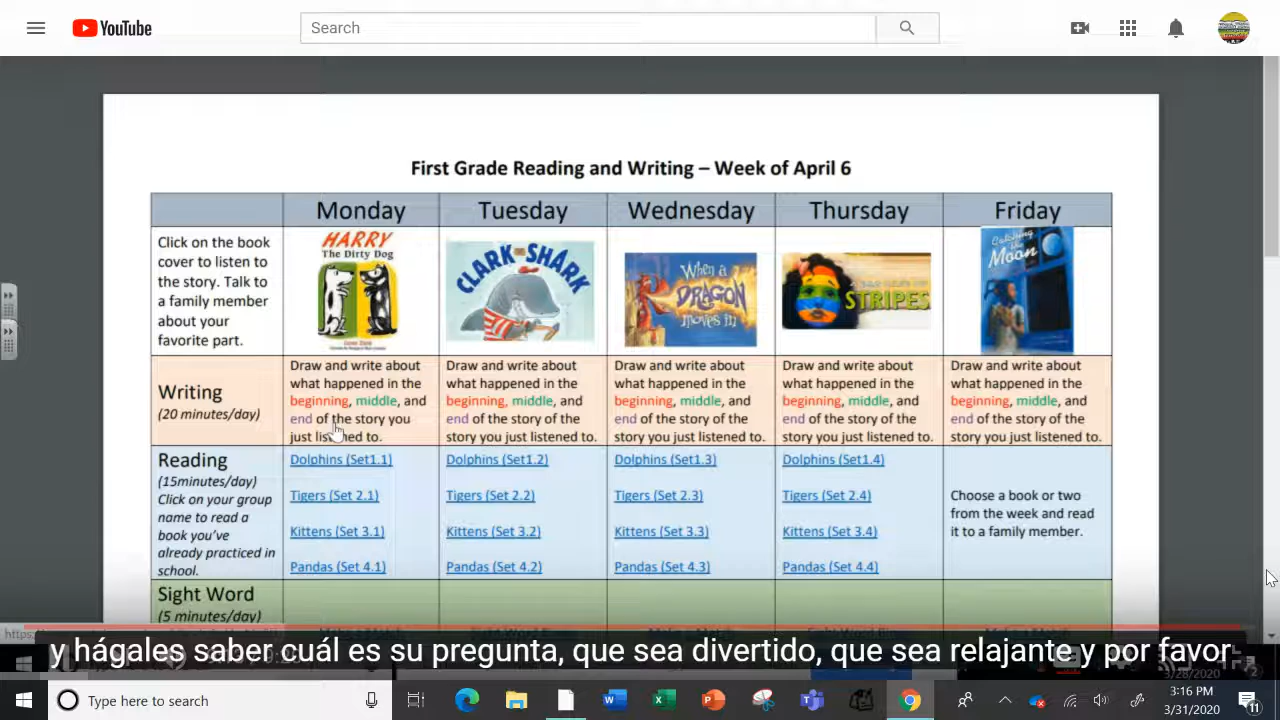 YouTube
Search
First Grade Reading and Writing – Week of April 6
Monday Tuesday Wednesday Thursday Friday
Click on the book
cover to listen to
the story. Talk to
a family member
about your
favorite part.
HARRY
The Dirty Dog
CLARK THE SHARK
When a
DRAGON
moves in
STRIPES
Catching
the
Moon
Writing
(20 minutes/day)
Draw and write about
what happened in the
beginning, middle, and
end of the story you
just listened to.
Draw and write about
what happened in the
beginning, middle, and
end of the story of the
story you just listened to.
Draw and write about
what happened in the
beginning, middle, and
end of the story of the
story you just listened to.
Draw and write about
what happened in the
beginning, middle, and
end of the story of the
story you just listened to.
Draw and write about
what happened in the
beginning, middle, and
end of the story of the
story you just listened to.
Reading
(15minutes/day)
Click on your group
name to read a
book you’ve
already practiced in
school.
Dolphins (Set1.1)
Tigers (Set 2.1)
Kittens (Set 3.1)
Pandas (Set 4.1)
Dolphins (Set1.2)
Tigers (Set 2.2)
Kittens (Set 3.2)
Pandas (Set 4.2)
Dolphins (Set1.3)
Tigers (Set 2.3)
Kittens (Set 3.3)
Pandas (Set 4.3)
Dolphins (Set1.4)
Tigers (Set 2.4)
Kittens (Set 3.4)
Pandas (Set 4.4)
Choose a book or two
from the week and read
it to a family member.
Sight Word
(5 minutes/day)
y hágales saber cuál es su pregunta, que sea divertido, que sea relajante y por favor
3/28/2020
Type here to search
3:16 PM
3/31/2020
11